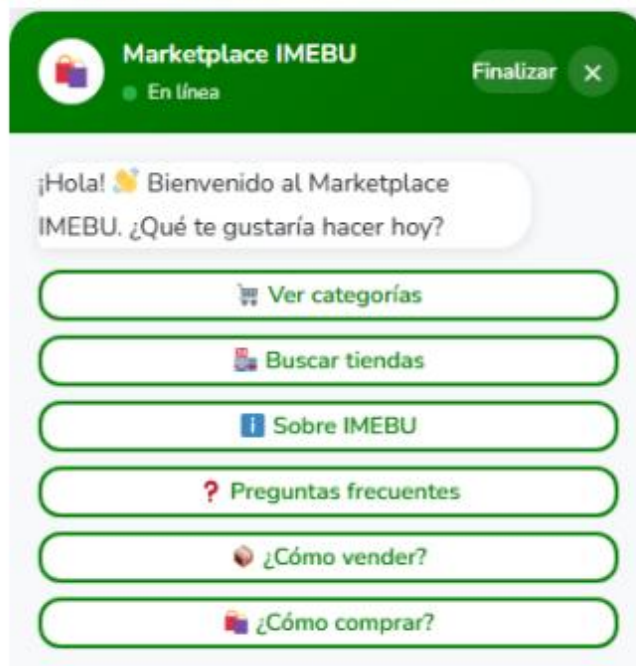 Marketplace IMEBU
En línea
Finalizar
¡Hola! 👋 Bienvenido al Marketplace
IMEBU. ¿Qué te gustaría hacer hoy?
Ver categorías
Buscar tiendas
Sobre IMEBU
Preguntas frecuentes
¿Cómo vender?
¿Cómo comprar?